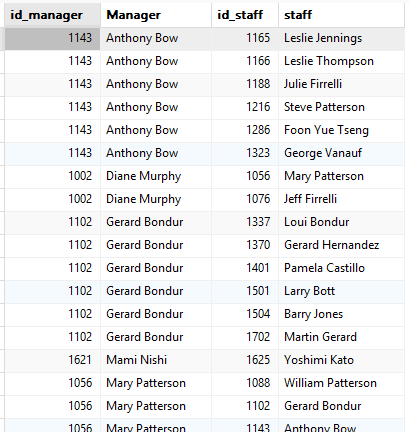 id_manager Manager id_staff staff
1143 Anthony Bow 1165 Leslie Jennings
1143 Anthony Bow 1166 Leslie Thompson
1143 Anthony Bow 1188 Julie Firrelli
1143 Anthony Bow 1216 Steve Patterson
1143 Anthony Bow 1286 Foon Yue Tseng
1143 Anthony Bow 1323 George Vanauf
1002 Diane Murphy 1056 Mary Patterson
1002 Diane Murphy 1076 Jeff Firrelli
1102 Gerard Bondur 1337 Loui Bondur
1102 Gerard Bondur 1370 Gerard Hernandez
1102 Gerard Bondur 1401 Pamela Castillo
1102 Gerard Bondur 1501 Larry Bott
1102 Gerard Bondur 1504 Barry Jones
1102 Gerard Bondur 1702 Martin Gerard
1621 Mami Nishi 1625 Yoshimi Kato
1056 Mary Patterson 1088 William Patterson
1056 Mary Patterson 1102 Gerard Bondur
1056 Mary Patterson 1143 Anthony Bow